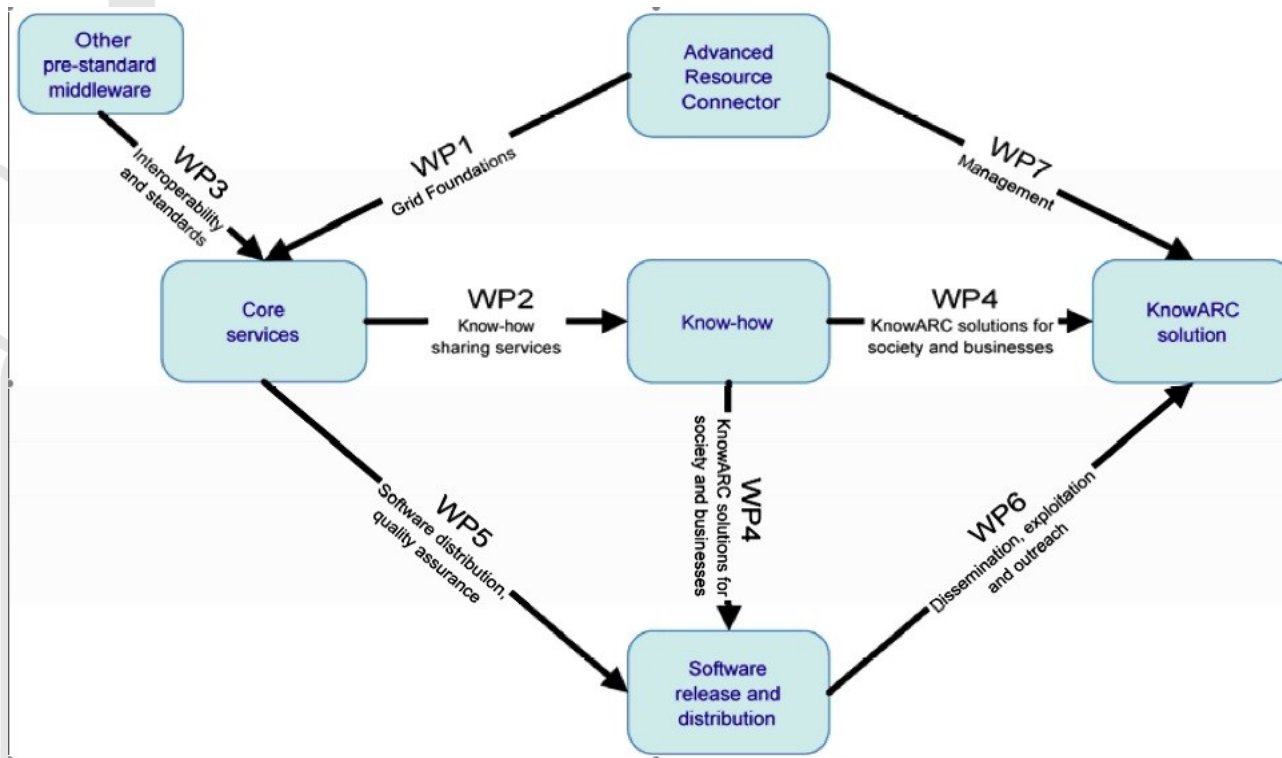 Other
pre-standard
middleware
Advanced
Resource
Connector
WP3
Interoperability
and standards
WP1
Grid Foundations
WP7
Management
Core
services
WP2
Know-how
sharing services
Know-how
WP4
KnowARC solutions for
society and businesses
KnowARC
solution
WP5
Software distribution,
quality assurance
WP4
KnowARC solutions for
society and businesses
WP6
Dissemination, exploitation
and outreach
Software
release and
distribution